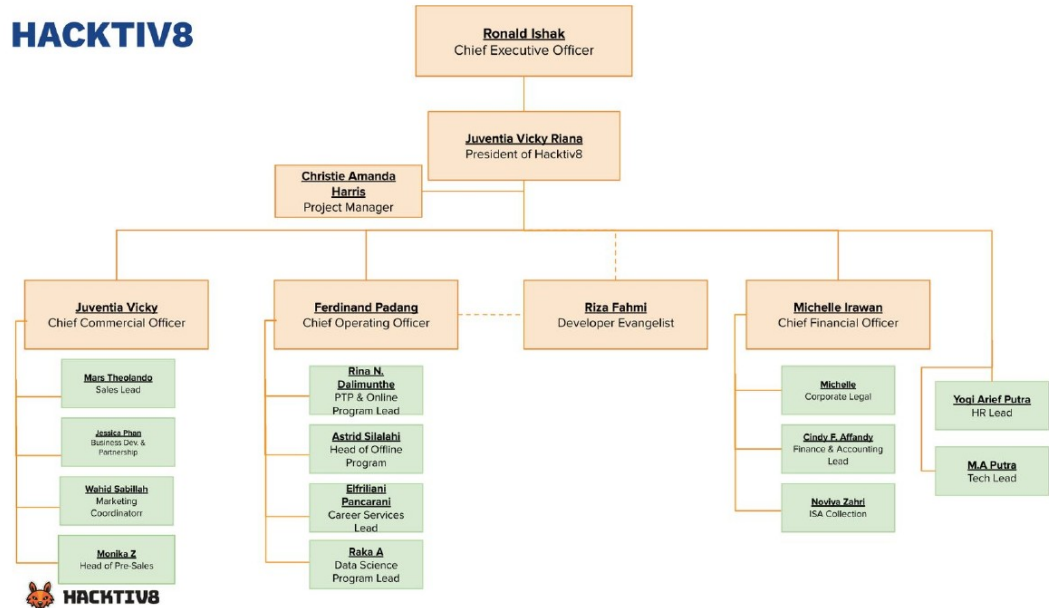 HACKTIV8
Ronald Ishak
Chief Executive Officer
Juventia Vicky Riana
President of Hacktiv8
Christie Amanda
Harris
Project Manager
Juventia Vicky
Chief Commercial Officer
Ferdinand Padang
Chief Operating Officer
Riza Fahmi
Developer Evangelist
Michelle Irawan
Chief Financial Officer
Mars Theolando
Sales Lead
Jessica Phan
Business Dev. &
Partnership
Wahid Sabillah
Marketing
Coordinatorr
Monika Z
Head of Pre-Sales
Rina N.
Dalimunthe
PTP & Online
Program Lead
Astrid Silalahi
Head of Offline
Program
Elfriliani
Pancarani
Career Services
Lead
Raka A
Data Science
Program Lead
Michelle
Corporate Legal
Cindy F. Affandy
Finance & Accounting
Lead
Noviva Zahri
ISA Collection
Yogi Arief Putra
HR Lead
M.A Putra
Tech Lead
HACKTIV8